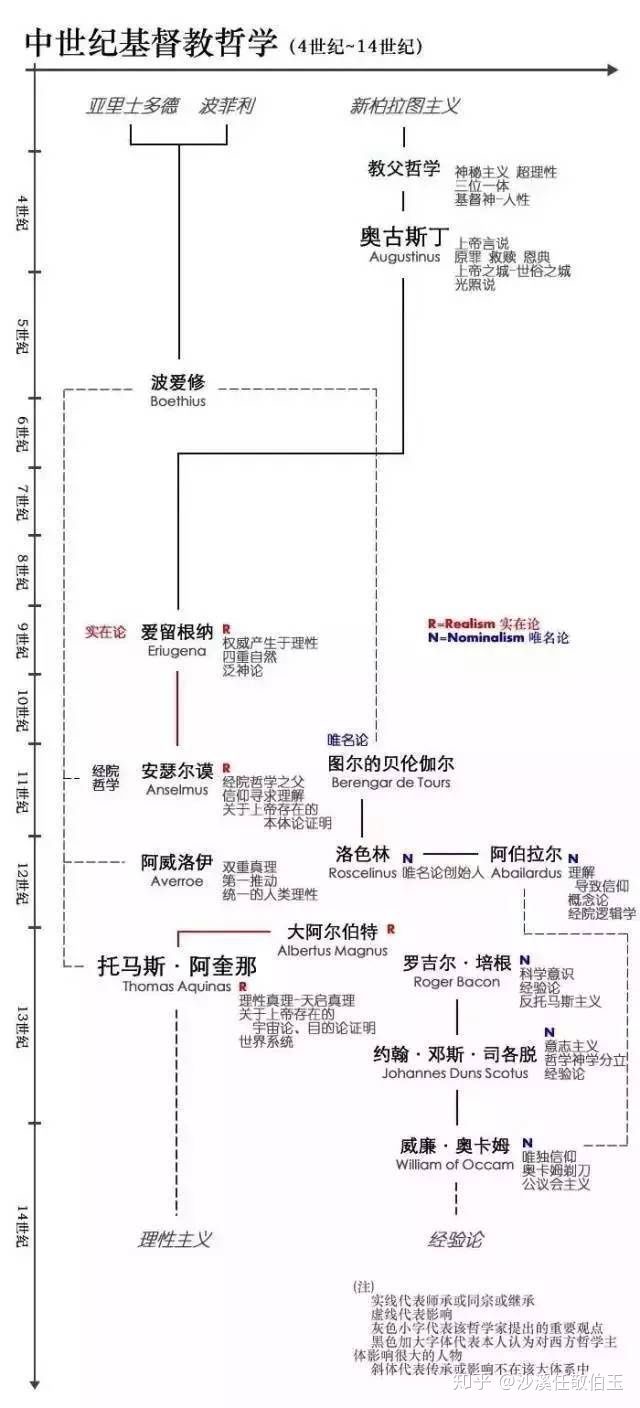 中世纪基督教哲学 (4世纪~14世纪)
亚里士多德 波菲利 新柏拉图主义
4世纪
教父哲学
神秘主义 超理性
三位一体
基督神-人性
奥古斯丁
Augustinus
上帝言说
原罪 救赎 恩典
上帝之城-世俗之城
光照说
5世纪
波爱修
Boethius
6世纪
7世纪
8世纪
9世纪
实在论
爱留根纳 R
Eriugena
权威产生于理性
四重自然
泛神论
R=Realism 实在论
N=Nominalism 唯名论
10世纪
唯名论
图尔的贝伦伽尔
Berengar de Tours
11世纪
经院
哲学
安瑟尔谟 R
Anselmus
经院哲学之父
信仰寻求理解
关于上帝存在的
本体论证明
12世纪
阿威洛伊
Averroe
双重真理
第一推动
统一的人类理性
洛色林 N
Roscelinus 唯名论创始人
阿伯拉尔 N
Abailardus
理解
导致信仰
概念论
经院逻辑学
大阿尔伯特 R
Albertus Magnus
13世纪
托马斯·阿奎那
Thomas Aquinas R
理性真理-天启真理
关于上帝存在的
宇宙论、目的论证明
世界系统
罗吉尔·培根 N
Roger Bacon
科学意识
经验论
反托马斯主义
约翰·邓斯·司各脱 N
Johannes Duns Scotus
意志主义
哲学神学分立
经验论
14世纪
威廉·奥卡姆 N
William of Occam
唯独信仰
奥卡姆剃刀
公议会主义
理性主义 经验论
(注)
实线代表师承或同宗或继承
虚线代表影响
灰色小字代表该哲学家提出的重要观点
黑色加大字体代表本人认为对西方哲学主
体影响很大的人物
斜体代表传承或影响不在该大体系中
知乎 @沙溪任敬伯玉